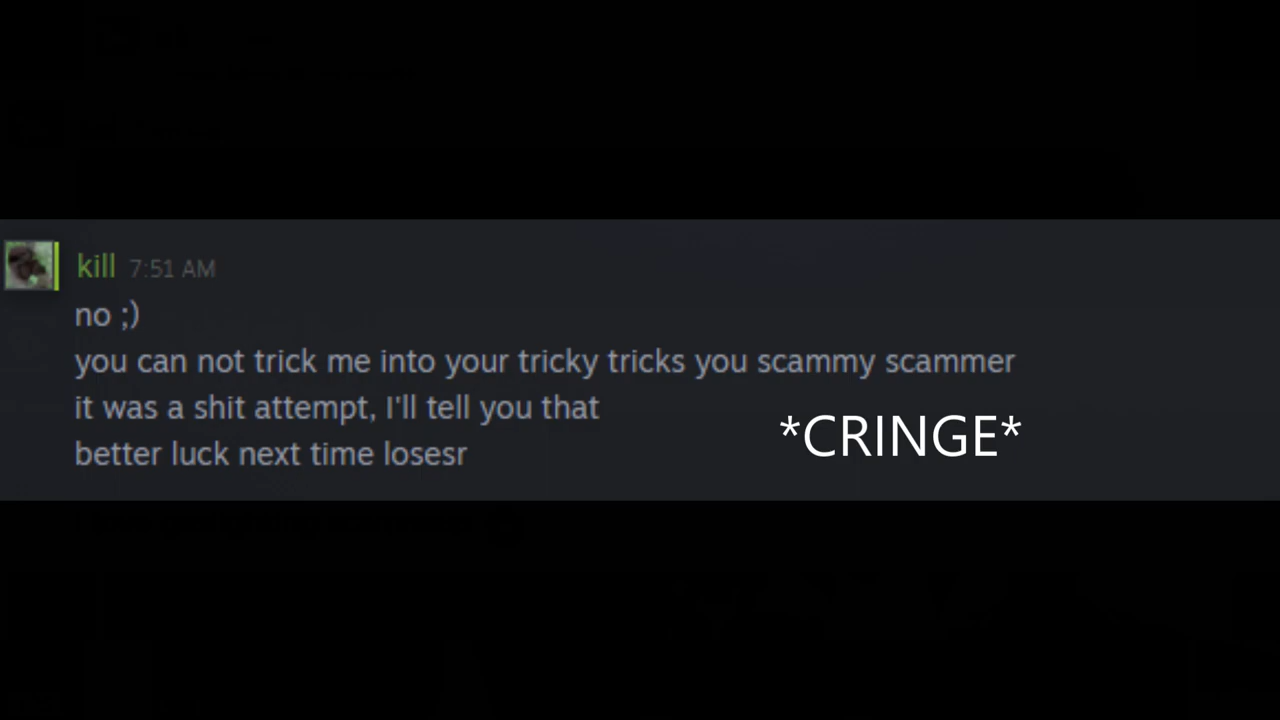 kill 7:51 AM
no ;)
you can not trick me into your tricky tricks you scammy scammer
it was a shit attempt, I'll tell you that
better luck next time losesr
*CRINGE*